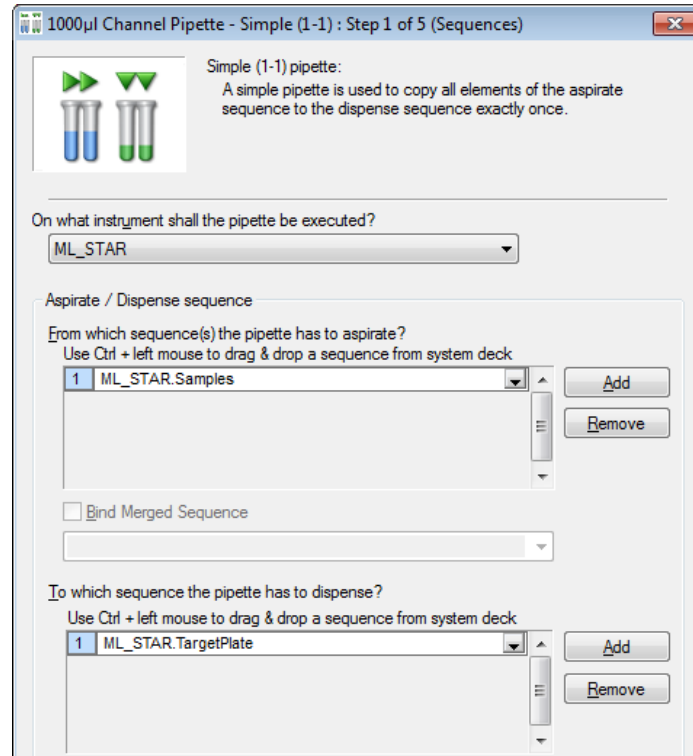 1000µl Channel Pipette - Simple (1-1) : Step 1 of 5 (Sequences)
Simple (1-1) pipette:
A simple pipette is used to copy all elements of the aspirate
sequence to the dispense sequence exactly once.
On what instrument shall the pipette be executed?
ML_STAR
Aspirate / Dispense sequence
From which sequence(s) the pipette has to aspirate?
Use Ctrl + left mouse to drag & drop a sequence from system deck
1 ML_STAR.Samples
Add
Remove
Bind Merged Sequence
To which sequence the pipette has to dispense?
Use Ctrl + left mouse to drag & drop a sequence from system deck
1 ML_STAR.TargetPlate
Add
Remove